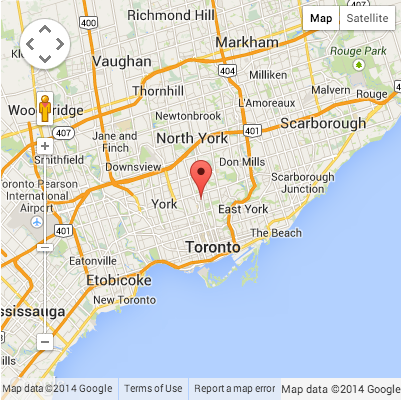 Richmond Hill
407
Map
Satellite
Markham
Rouge Park
Kl
Vaughan
404
Milliken
Thornhill
Malvern
Rouge
L'Amoreaux
Woodbridge
Newtonbrook
407
Jane and
Finch
North York
401
Scarborough
Smithfield
Downsview
Don Mills
Toronto Pearson
International
Airport
Scarborough
Junction
York
East York
401
Toronto
The Beach
Eatonville
Etobicoke
New Toronto
ssissauga
lls
Map data ©2014 Google
Terms of Use
Report a map error
Map data ©2014 Google